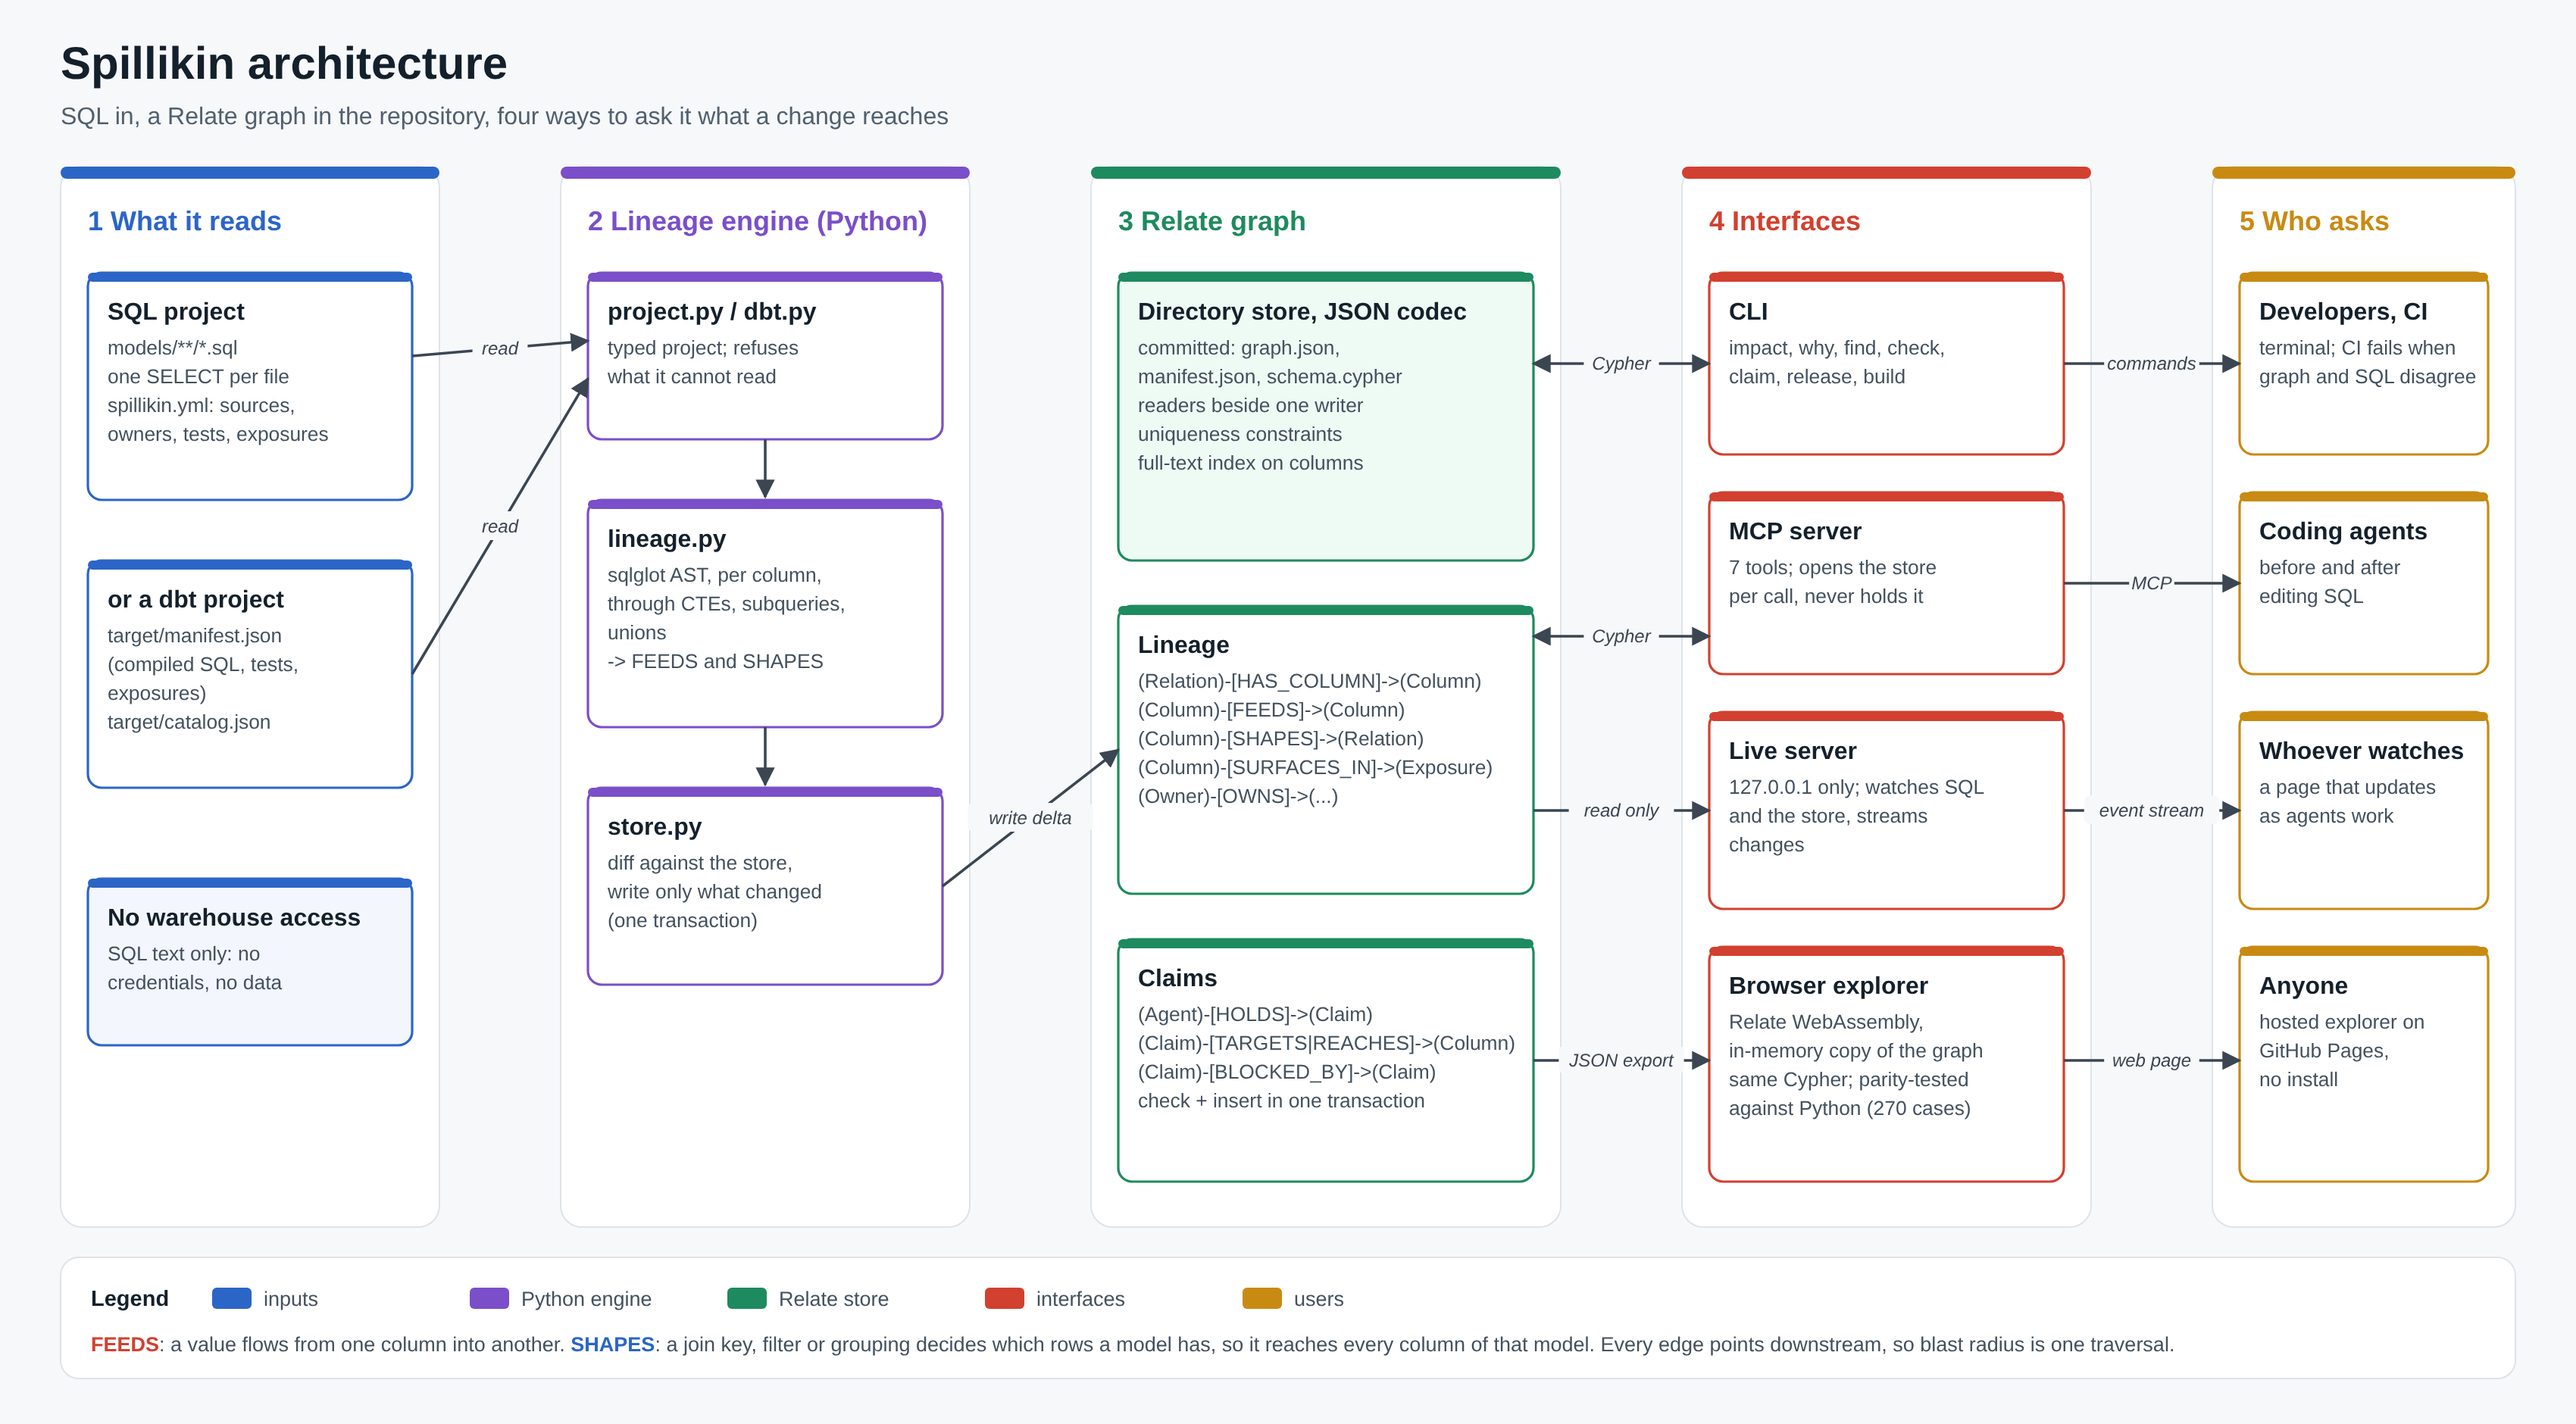 Spillikin architecture
SQL in, a Relate graph in the repository, four ways to ask it what a change reaches
1 What it reads
SQL project
models/**/*.sql
one SELECT per file
spillikin.yml: sources,
owners, tests, exposures
or a dbt project
target/manifest.json
(compiled SQL, tests,
exposures)
target/catalog.json
No warehouse access
SQL text only: no
credentials, no data
read
read
2 Lineage engine (Python)
project.py / dbt.py
typed project; refuses
what it cannot read
lineage.py
sqlglot AST, per column,
through CTEs, subqueries,
unions
-> FEEDS and SHAPES
store.py
diff against the store,
write only what changed
(one transaction)
write delta
3 Relate graph
Directory store, JSON codec
committed: graph.json,
manifest.json, schema.cypher
readers beside one writer
uniqueness constraints
full-text index on columns
Lineage
(Relation)-[HAS_COLUMN]->(Column)
(Column)-[FEEDS]->(Column)
(Column)-[SHAPES]->(Relation)
(Column)-[SURFACES_IN]->(Exposure)
(Owner)-[OWNS]->(...)
Claims
(Agent)-[HOLDS]->(Claim)
(Claim)-[TARGETS|REACHES]->(Column)
(Claim)-[BLOCKED_BY]->(Claim)
check + insert in one transaction
Cypher
Cypher
read only
JSON export
4 Interfaces
CLI
impact, why, find, check,
claim, release, build
MCP server
7 tools; opens the store
per call, never holds it
Live server
127.0.0.1 only; watches SQL
and the store, streams
changes
Browser explorer
Relate WebAssembly,
in-memory copy of the graph
same Cypher; parity-tested
against Python (270 cases)
commands
MCP
event stream
web page
5 Who asks
Developers, CI
terminal; CI fails when
graph and SQL disagree
Coding agents
before and after
editing SQL
Whoever watches
a page that updates
as agents work
Anyone
hosted explorer on
GitHub Pages,
no install
Legend
inputs
Python engine
Relate store
interfaces
users
FEEDS: a value flows from one column into another. SHAPES: a join key, filter or grouping decides which rows a model has, so it reaches every column of that model. Every edge points downstream, so blast radius is one traversal.